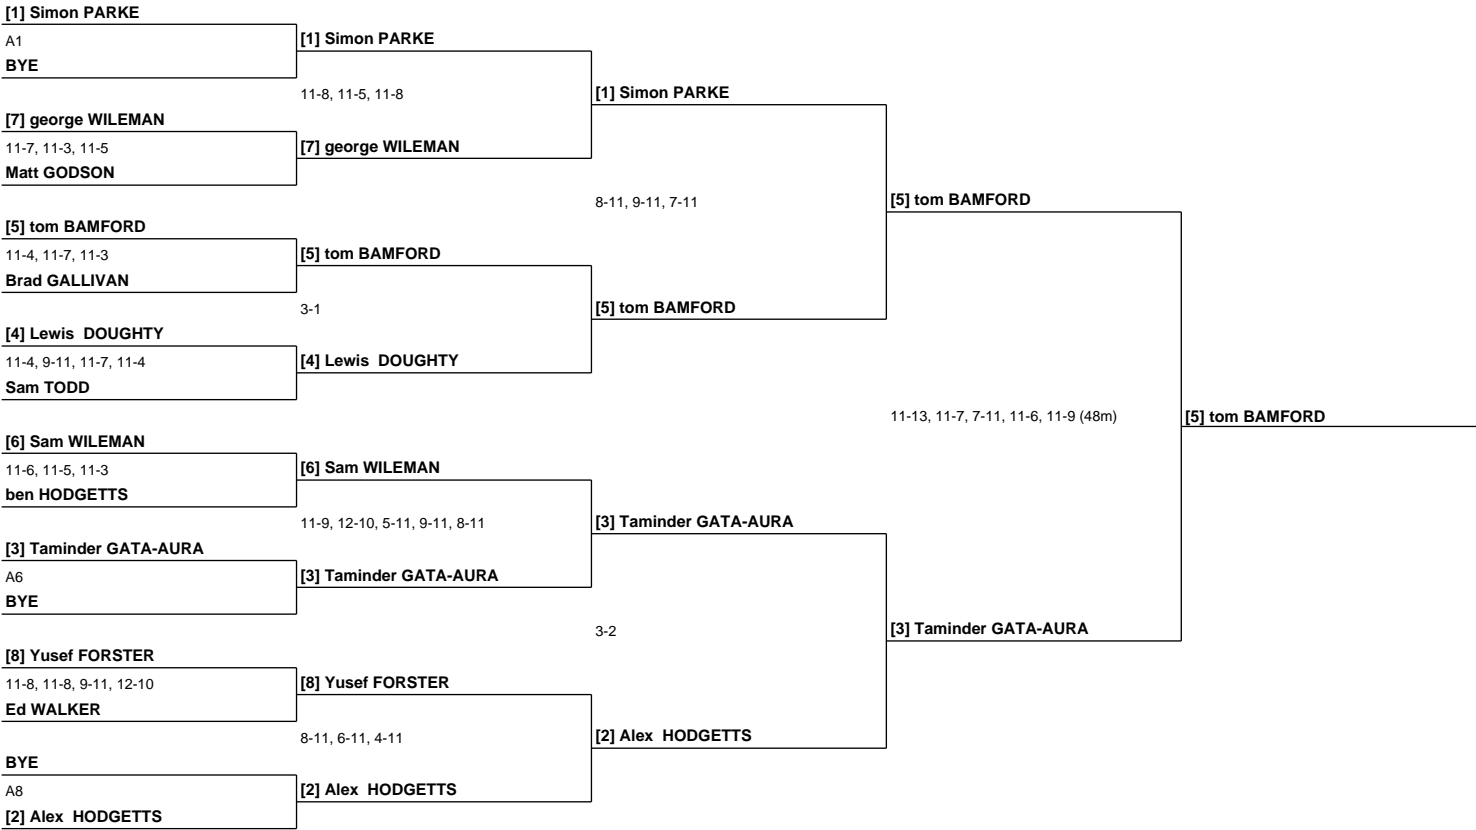 [1] Simon PARKE
A1
BYE
[7] george WILEMAN
11-7, 11-3, 11-5
Matt GODSON
[5] tom BAMFORD
11-4, 11-7, 11-3
Brad GALLIVAN
[4] Lewis  DOUGHTY
11-4, 9-11, 11-7, 11-4
Sam TODD
[6] Sam WILEMAN
11-6, 11-5, 11-3
ben HODGETTS
[3] Taminder GATA-AURA
A6
BYE
[8] Yusef FORSTER
11-8, 11-8, 9-11, 12-10
Ed WALKER
BYE
A8
[2] Alex  HODGETTS
[1] Simon PARKE
11-8, 11-5, 11-8
[7] george WILEMAN
[5] tom BAMFORD
3-1
[4] Lewis  DOUGHTY
[6] Sam WILEMAN
11-9, 12-10, 5-11, 9-11, 8-11
[3] Taminder GATA-AURA
[8] Yusef FORSTER
8-11, 6-11, 4-11
[2] Alex  HODGETTS
[1] Simon PARKE
8-11, 9-11, 7-11
[5] tom BAMFORD
[3] Taminder GATA-AURA
3-2
[2] Alex  HODGETTS
[5] tom BAMFORD
11-13, 11-7, 7-11, 11-6, 11-9 (48m)
[3] Taminder GATA-AURA
[5] tom BAMFORD